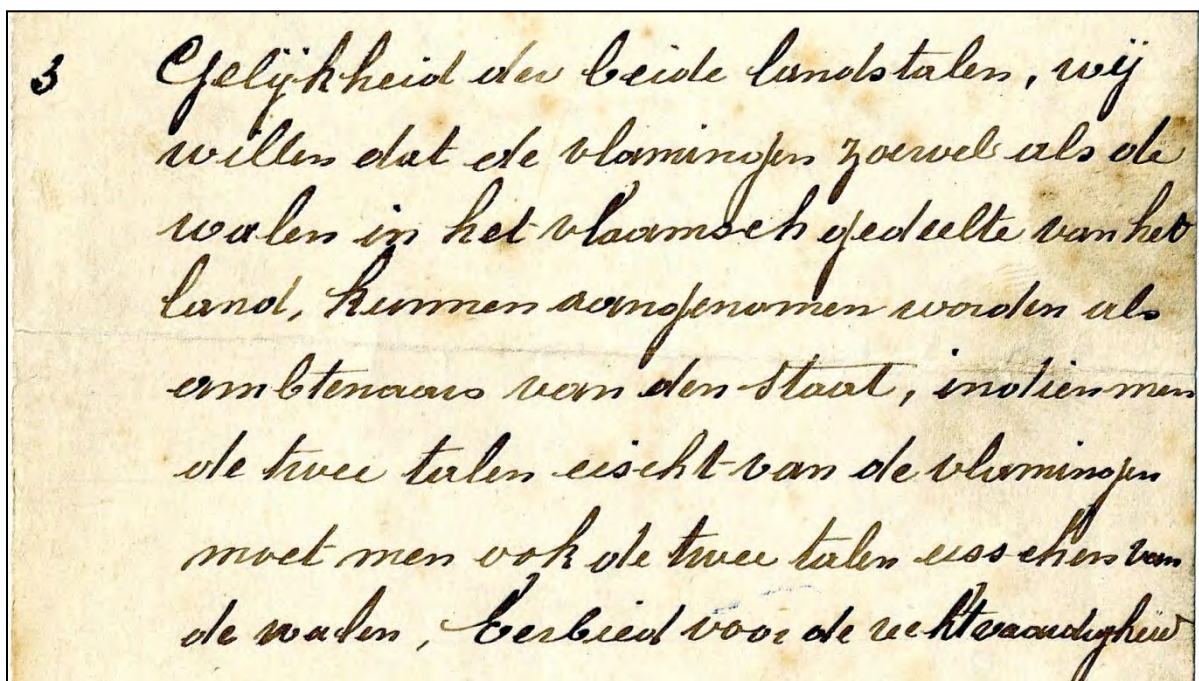 3 Gelijkheid der beide landstalen, wij
willen dat de vlamingen zoowel als de
walen in het vlaamsch gedeelte van het
land, kunnen aangenomen worden als
ambtenaars van den Staat, indien men
de twee talen eischt van de vlamingen
moet men ook de twee talen eisschen van
de walen, Eerbied voor de rechtvaardigheid